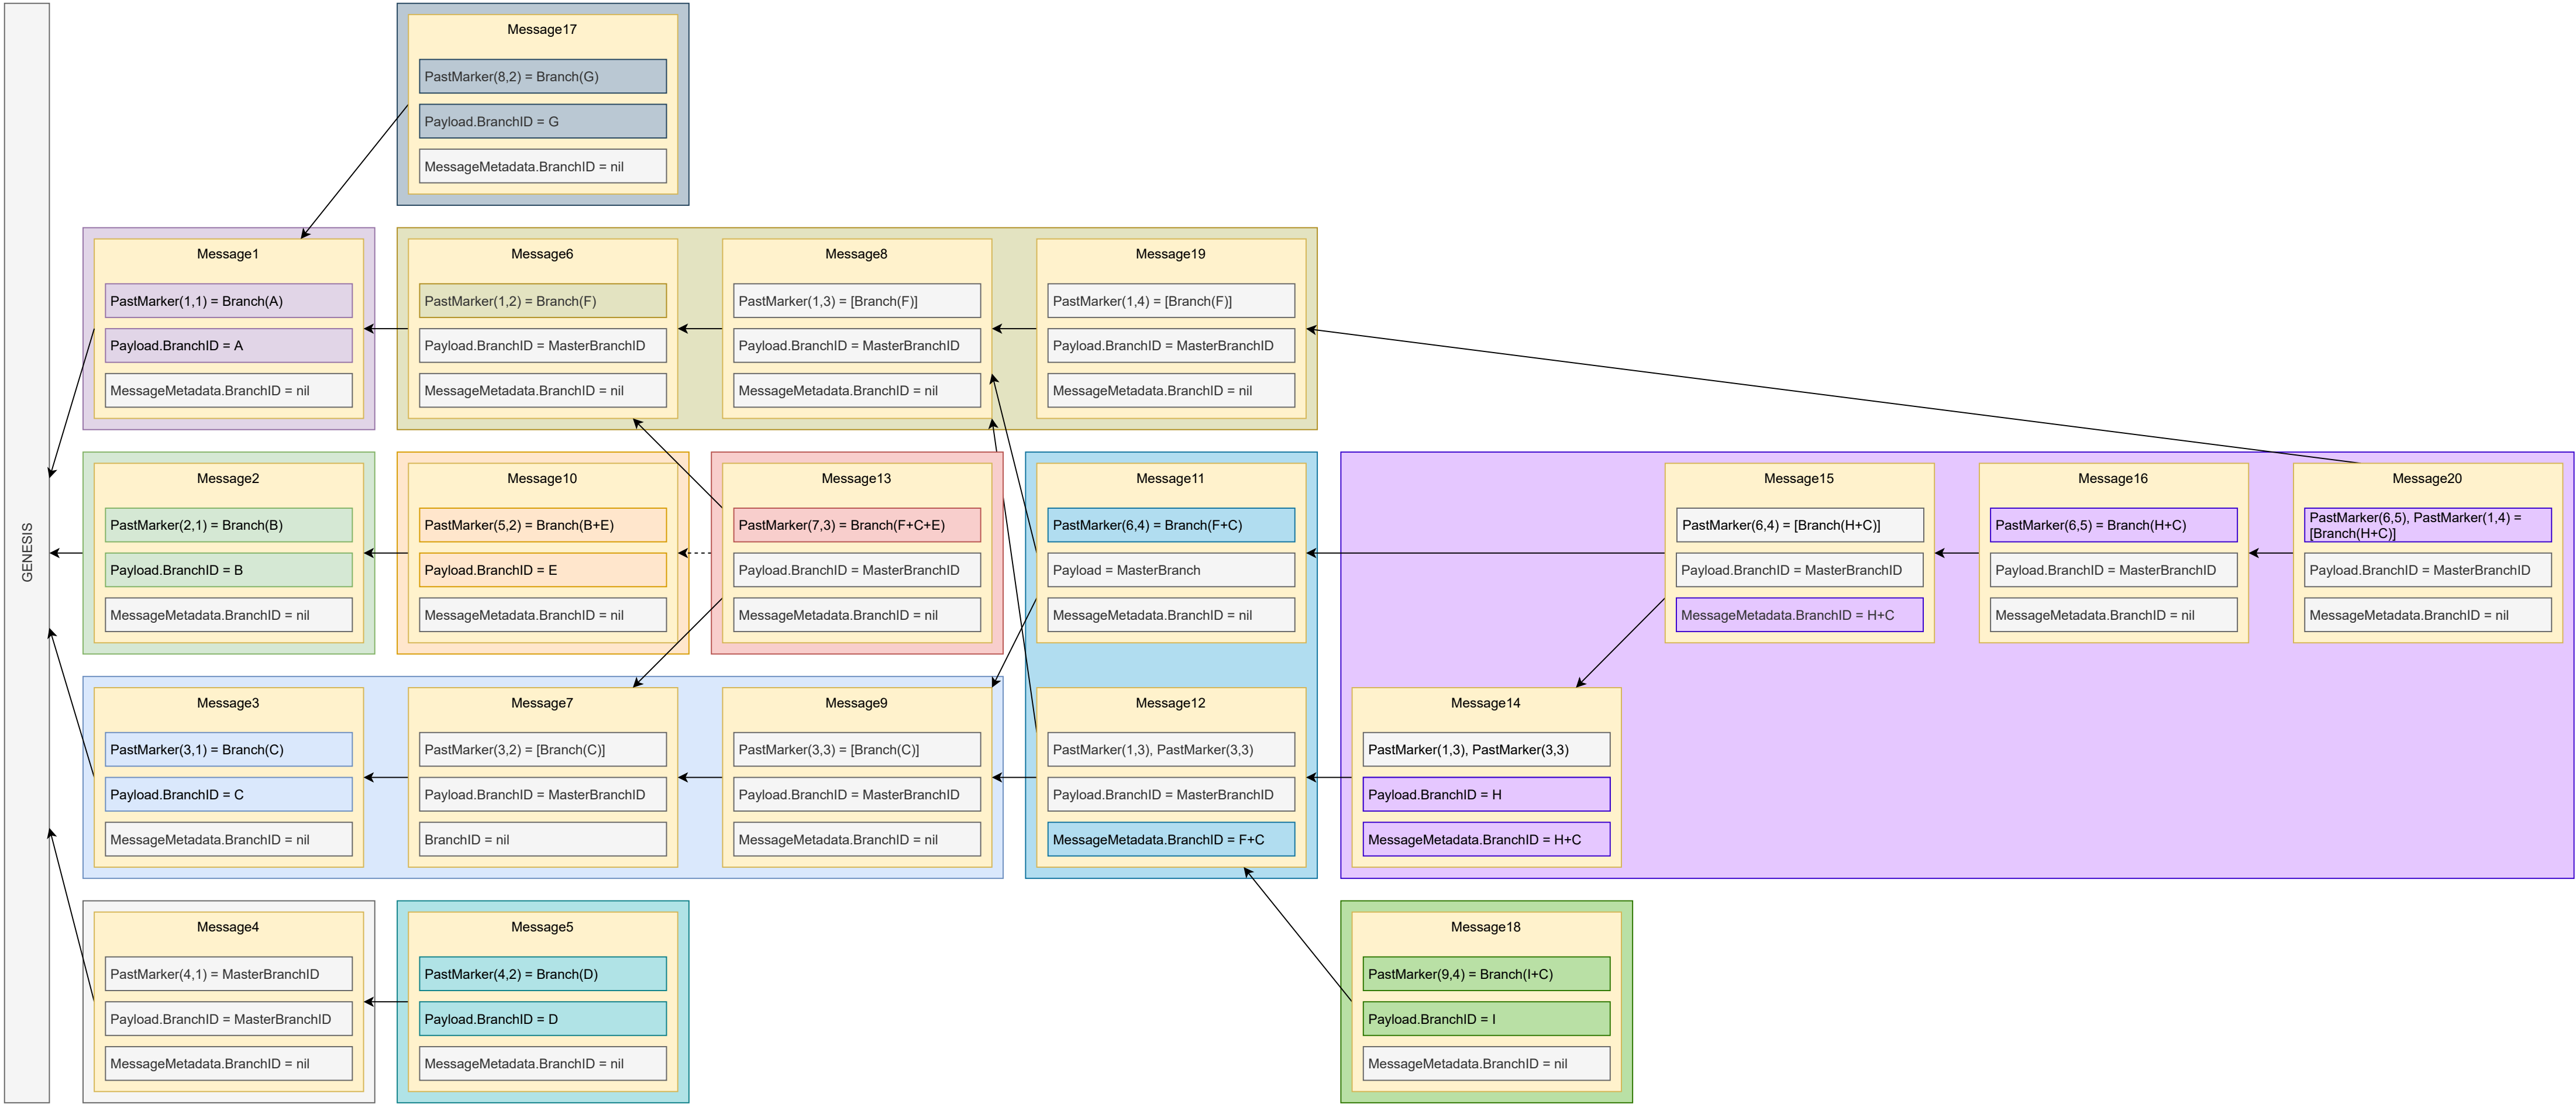 GENESIS
Message17
PastMarker(8,2) = Branch(G)
Payload.BranchID = G
MessageMetadata.BranchID = nil
Message1
PastMarker(1,1) = Branch(A)
Payload.BranchID = A
MessageMetadata.BranchID = nil
Message6
PastMarker(1,2) = Branch(F)
Payload.BranchID = MasterBranchID
MessageMetadata.BranchID = nil
Message8
PastMarker(1,3) = [Branch(F)]
Payload.BranchID = MasterBranchID
MessageMetadata.BranchID = nil
Message19
PastMarker(1,4) = [Branch(F)]
Payload.BranchID = MasterBranchID
MessageMetadata.BranchID = nil
Message2
PastMarker(2,1) = Branch(B)
Payload.BranchID = B
MessageMetadata.BranchID = nil
Message10
PastMarker(5,2) = Branch(B+E)
Payload.BranchID = E
MessageMetadata.BranchID = nil
Message13
PastMarker(7,3) = Branch(F+C+E)
Payload.BranchID = MasterBranchID
MessageMetadata.BranchID = nil
Message11
PastMarker(6,4) = Branch(F+C)
Payload = MasterBranch
MessageMetadata.BranchID = nil
Message15
PastMarker(6,4) = [Branch(H+C)]
Payload.BranchID = MasterBranchID
MessageMetadata.BranchID = H+C
Message16
PastMarker(6,5) = Branch(H+C)
Payload.BranchID = MasterBranchID
MessageMetadata.BranchID = nil
Message20
PastMarker(6,5), PastMarker(1,4) =
[Branch(H+C)]
Payload.BranchID = MasterBranchID
MessageMetadata.BranchID = nil
Message3
PastMarker(3,1) = Branch(C)
Payload.BranchID = C
MessageMetadata.BranchID = nil
Message7
PastMarker(3,2) = [Branch(C)]
Payload.BranchID = MasterBranchID
BranchID = nil
Message9
PastMarker(3,3) = [Branch(C)]
Payload.BranchID = MasterBranchID
MessageMetadata.BranchID = nil
Message12
PastMarker(1,3), PastMarker(3,3)
Payload.BranchID = MasterBranchID
MessageMetadata.BranchID = F+C
Message14
PastMarker(1,3), PastMarker(3,3)
Payload.BranchID = H
MessageMetadata.BranchID = H+C
Message4
PastMarker(4,1) = MasterBranchID
Payload.BranchID = MasterBranchID
MessageMetadata.BranchID = nil
Message5
PastMarker(4,2) = Branch(D)
Payload.BranchID = D
MessageMetadata.BranchID = nil
Message18
PastMarker(9,4) = Branch(I+C)
Payload.BranchID = I
MessageMetadata.BranchID = nil